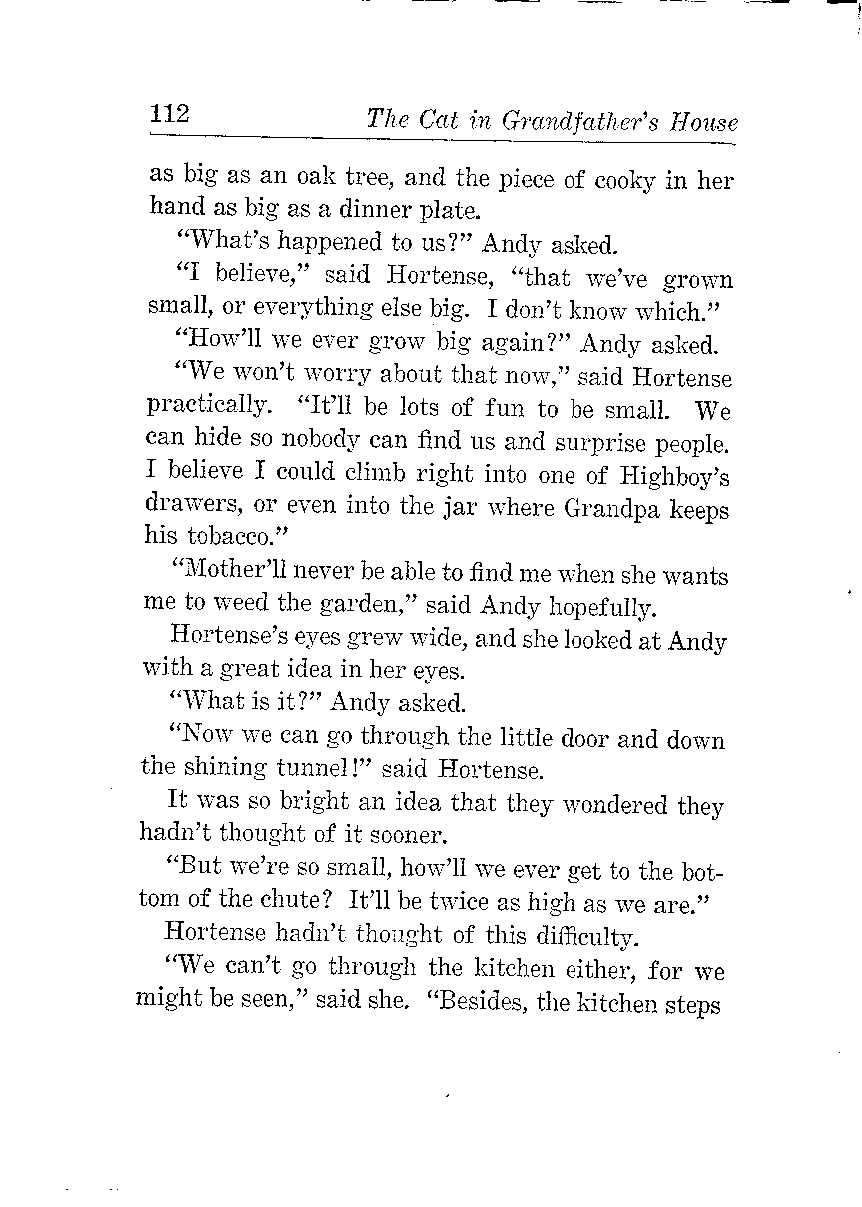 112 The Cat in Grandfather's House
as big as an oak tree, and the piece of cooky in her
hand as big as a dinner plate.
“What's happened to us?” Andy asked.
“I believe,” said Hortense, “that we've grown
small, or everything else big. I don't know which.”
“How'll we ever grow big again?” Andy asked.
“We won't worry about that now,” said Hortense
practically. “It'll be lots of fun to be small. We
can hide so nobody can find us and surprise people.
I believe I could climb right into one of Highboy's
drawers, or even into the jar where Grandpa keeps
his tobacco.”
“Mother'll never be able to find me when she wants
me to weed the garden,” said Andy hopefully.
Hortense's eyes grew wide, and she looked at Andy
with a great idea in her eyes.
“What is it?” Andy asked.
“Now we can go through the little door and down
the shining tunnel!” said Hortense.
It was so bright an idea that they wondered they
hadn't thought of it sooner.
“But we're so small, how'll we ever get to the bot-
tom of the chute? It'll be twice as high as we are.”
Hortense hadn't thought of this difficulty.
“We can't go through the kitchen either, for we
might be seen,” said she. “Besides, the kitchen steps